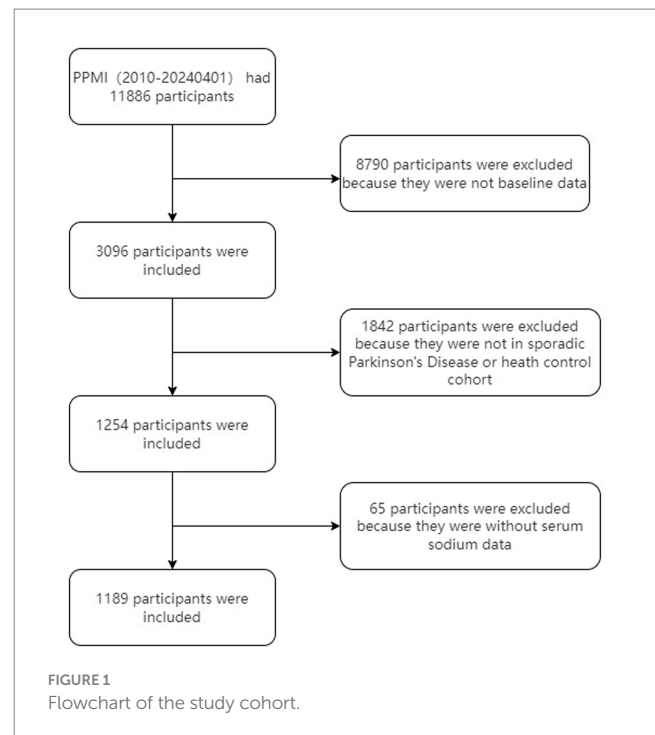 PPMI（2010-20240401） had
11886 participants
8790 participants were excluded
because they were not baseline data
3096 participants were
included
1842 participants were excluded
because they were not in sporadic
Parkinson's Disease or heath control
cohort
1254 participants were
included
65 participants were excluded
because they were without serum
sodium data
1189 participants were
included
FIGURE 1
Flowchart of the study cohort.